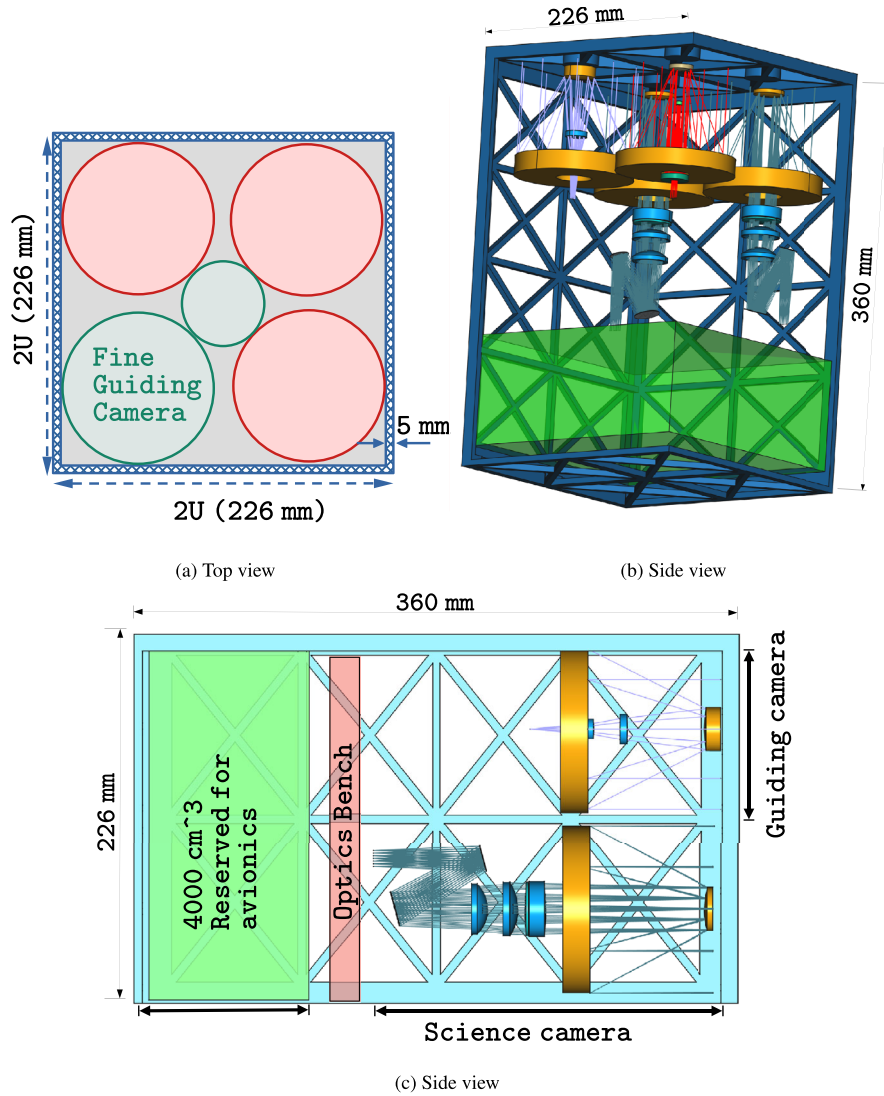 226 mm
2U (226 mm)
Fine
Guiding
Camera
5 mm
2U (226 mm)
360 mm
(a) Top view
(b) Side view
360 mm
226 mm
4000 cm^3
Reserved for
avionics
Optics Bench
Guiding camera
Science camera
(c) Side view